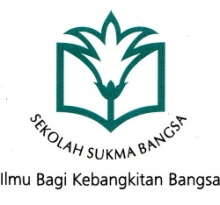 SEKOLAH SUKMA BANGSA
Ilmu Bagi Kebangkitan Bangsa